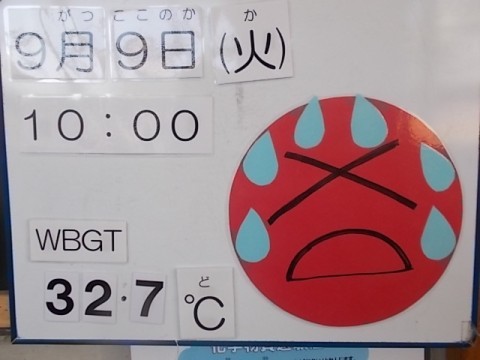 がつ ここのか か
9月9日(火)
10:00
WBGT
ど
32.7℃